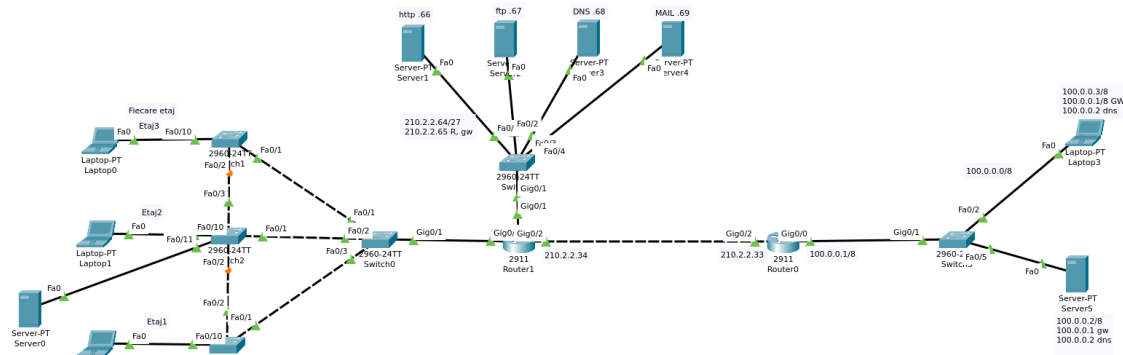 http .66
ftp .67
DNS .68
MAIL .69
Server-PT
Server1
Fa0
Fa0
Fa0
Fa0
210.2.2.64/27
210.2.2.65 R, gw
Fa0/2
Fa0/4
2960-24TT
Gig0/1
Gig0/1
Fiecare etaj
Etaj3
Fa0
Fa0/10
Laptop-PT
Laptop0
2960-24TT
Fa0/1
Fa0/2
Fa0/3
Etaj2
Fa0
Fa0/10
Fa0/11
Laptop-PT
Laptop1
2960-24TT
Fa0/1
Fa0/2
Fa0
Server-PT
Server0
Etaj1
Fa0
Fa0/10
Fa0/2
Fa0/1
Fa0/1
Fa0/2
Fa0/3
2960-24TT
Switch0
Gig0/1
Gig0/2
2911
Router1
210.2.2.34
Gig0/2
210.2.2.33
Gig0/0
2911
Router0
100.0.0.1/8
Gig0/1
Fa0/2
Fa0/5
100.0.0.0/8
100.0.0.3/8
100.0.0.1/8 GW
100.0.0.2 dns
Fa0
Laptop-PT
Laptop3
Fa0
Server-PT
Server5
100.0.0.2/8
100.0.0.1 gw
100.0.0.2 dns